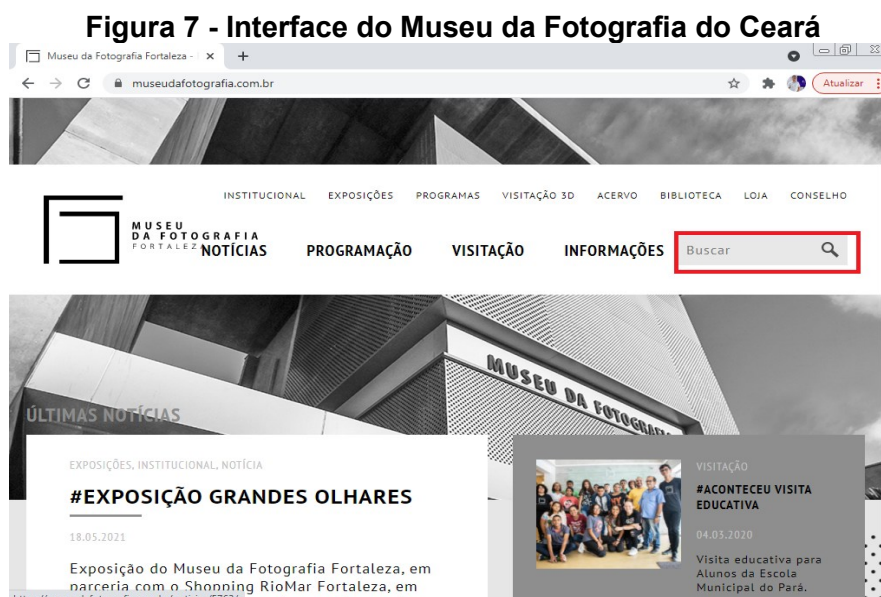 Figura 7 - Interface do Museu da Fotografia do Ceará
Museu da Fotografia Fortaleza -
museudafotografia.com.br
Atualizar
INSTITUCIONAL EXPOSIÇÕES PROGRAMAS VISITAÇÃO 3D ACERVO BIBLIOTECA LOJA CONSELHO
MUSEU
DA FOTOGRAFIA
FORTALEZA
NOTÍCIAS PROGRAMAÇÃO VISITAÇÃO INFORMAÇÕES Buscar
MUSEU DA FOTOGRAFIA
ÚLTIMAS NOTÍCIAS
EXPOSIÇÕES, INSTITUCIONAL, NOTÍCIA
#EXPOSIÇÃO GRANDES OLHARES
18.05.2021
Exposição do Museu da Fotografia Fortaleza, em
parceria com o Shopping RioMar Fortaleza, em
VISITAÇÃO
#ACONTECEU VISITA
EDUCATIVA
04.03.2020
Visita educativa para
Alunos da Escola
Municipal do Pará.